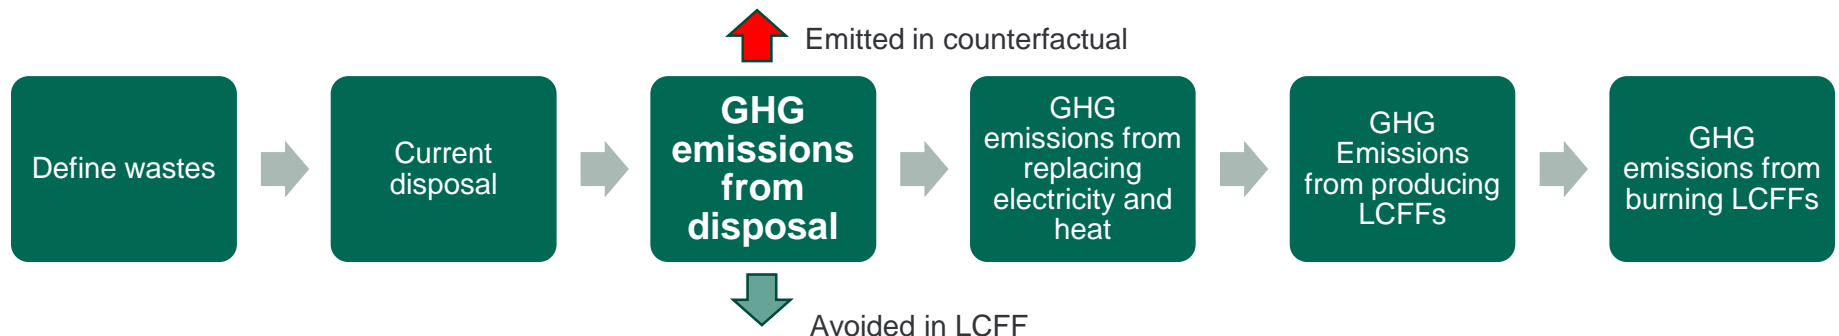 Emitted in counterfactual
Define wastes
Current
disposal
GHG
emissions
from
disposal
GHG
emissions from
replacing
electricity and
heat
GHG
Emissions
from producing
LCFFs
GHG
emissions from
burning LCFFs
Avoided in LCFF